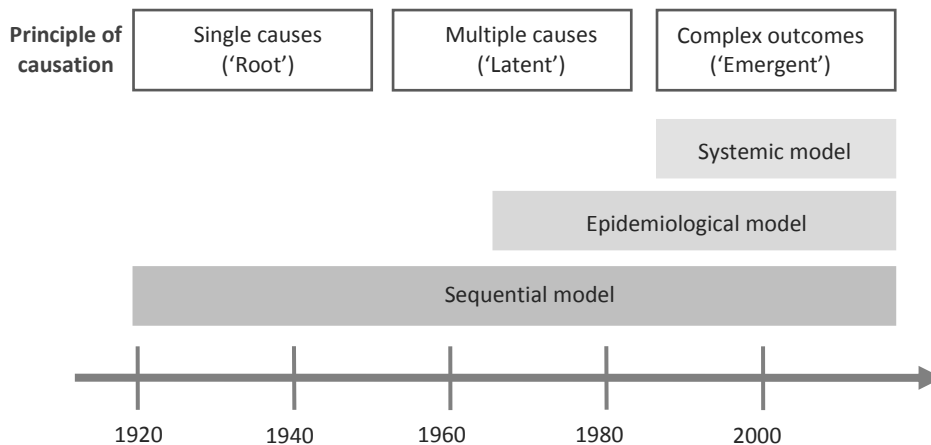 Principle of
causation
Single causes
(‘Root’)
Multiple causes
(‘Latent’)
Complex outcomes
(‘Emergent’)
Systemic model
Epidemiological model
Sequential model
1920
1940
1960
1980
2000